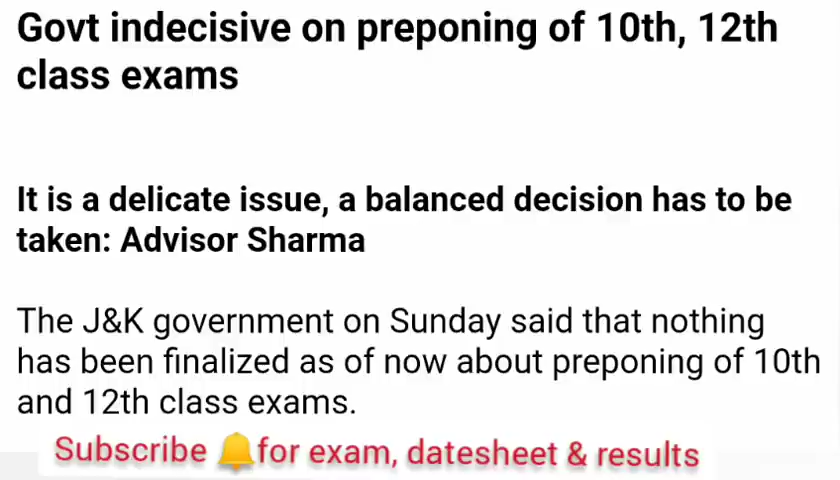 Govt indecisive on preponing of 10th, 12th
class exams
It is a delicate issue, a balanced decision has to be
taken: Advisor Sharma
The J&K government on Sunday said that nothing
has been finalized as of now about preponing of 10th
and 12th class exams.
Subscribe 🔔for exam, datesheet & results